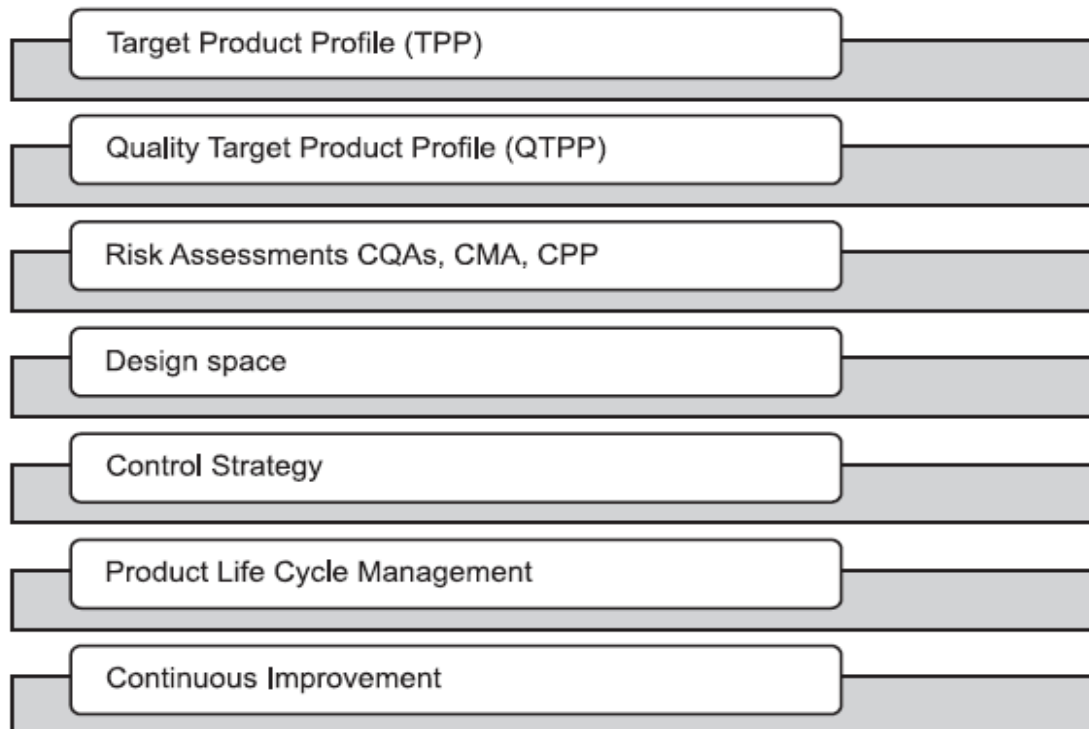 Target Product Profile (TPP)
Quality Target Product Profile (QTPP)
Risk Assessments CQAs, CMA, CPP
Design space
Control Strategy
Product Life Cycle Management
Continuous Improvement